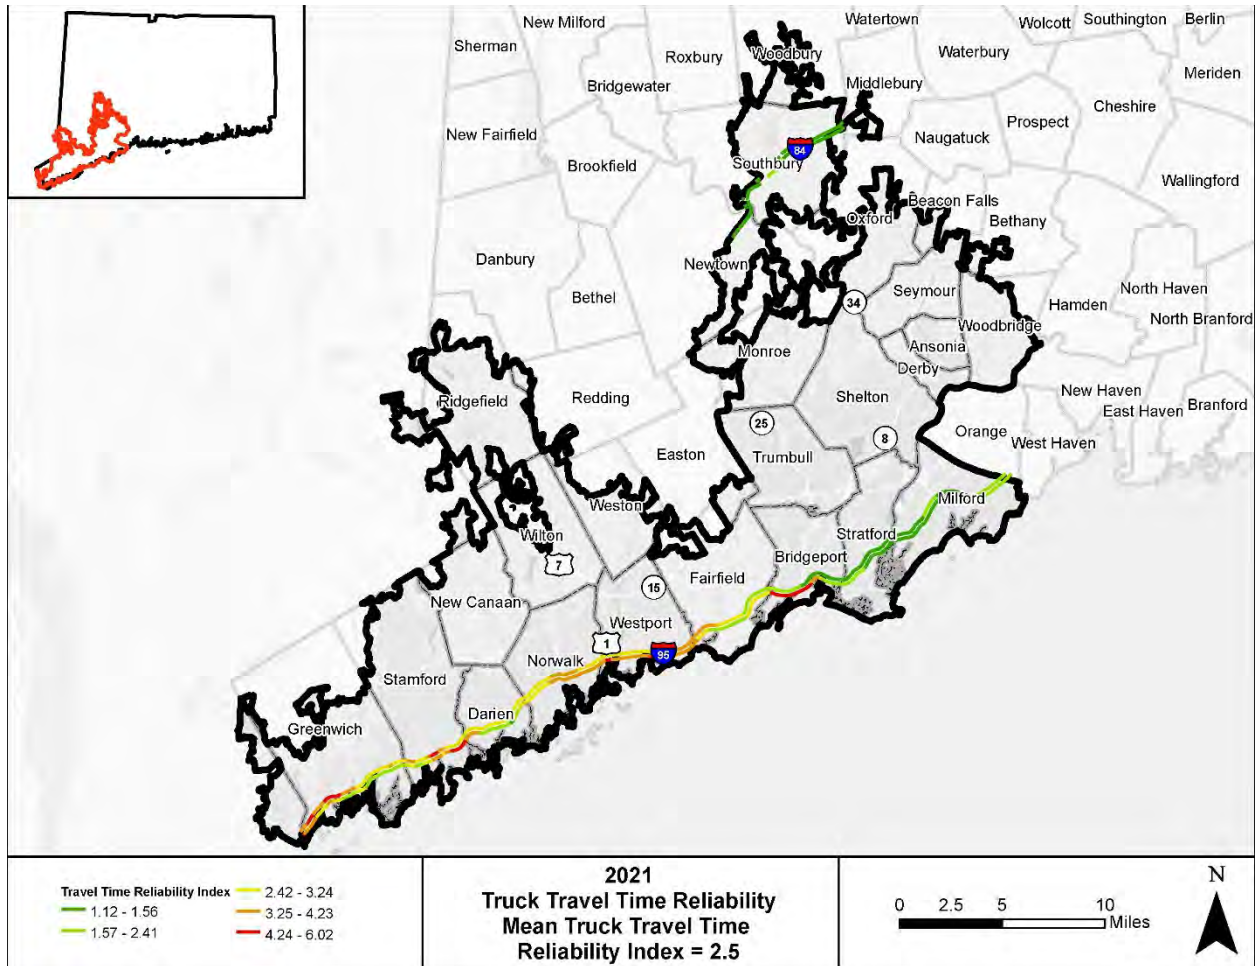 New Milford
Watertown
Wolcott
Southington
Berlin
Sherman
Roxbury
Woodbury
Waterbury
Bridgewater
Middlebury
Meriden
Cheshire
New Fairfield
Prospect
Naugatuck
84
Brookfield
Southbury
Wallingford
Beacon Falls
Oxford
Bethany
Danbury
Newtown
Seymour
North Haven
Bethel
34
Hamden
Woodbridge
North Branford
Ansonia
Monroe
Derby
New Haven
Redding
Ridgefield
Shelton
East Haven
Branford
25
Orange
8
West Haven
Easton
Trumbull
Weston
Milford
Wilton
Stratford
Bridgeport
7
Fairfield
15
New Canaan
Westport
1
95
Norwalk
Stamford
Darien
Greenwich
Travel Time Reliability Index
1.12 - 1.56
1.57 - 2.41
2.42 - 3.24
3.25 - 4.23
4.24 - 6.02
2021
Truck Travel Time Reliability
Mean Truck Travel Time
Reliability Index = 2.5
0 2.5 5 10
Miles
N